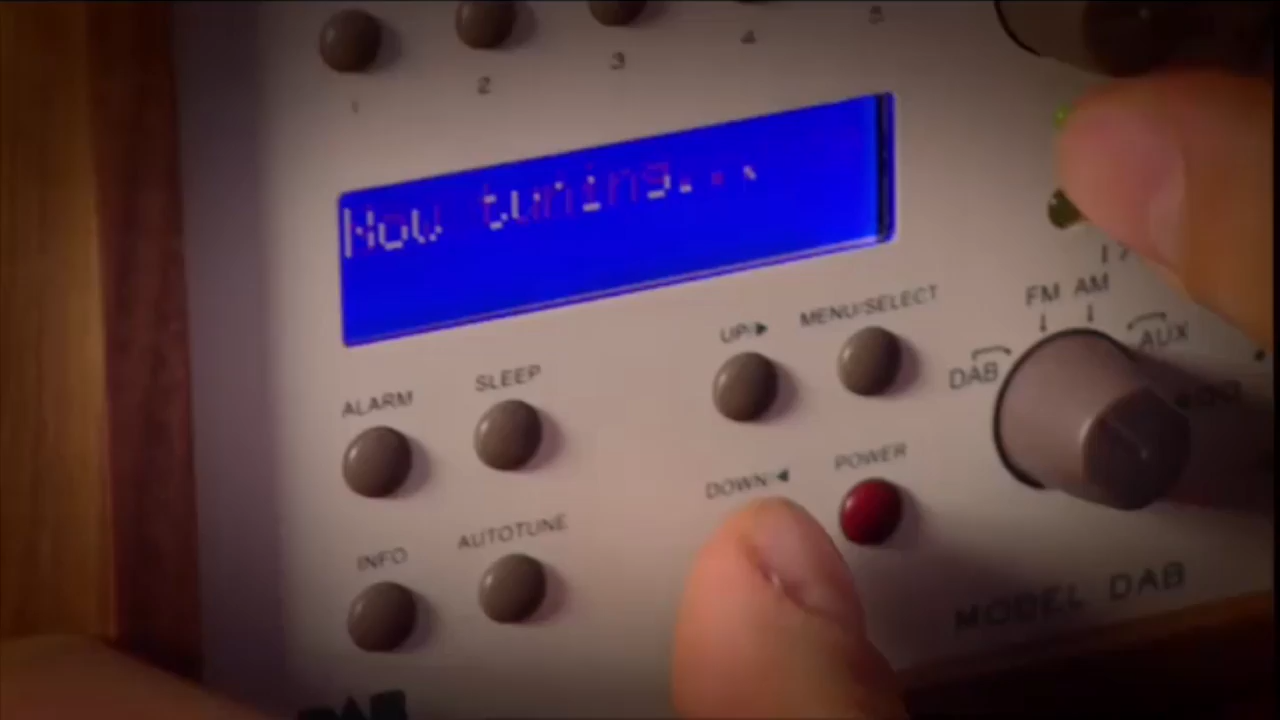 1 2 3 4 5
Now tuning...
FM AM
DAB AUX
UP/▶ MENU/SELECT
ALARM SLEEP
DOWN/◀ POWER
INFO AUTOTUNE
MODEL DAB